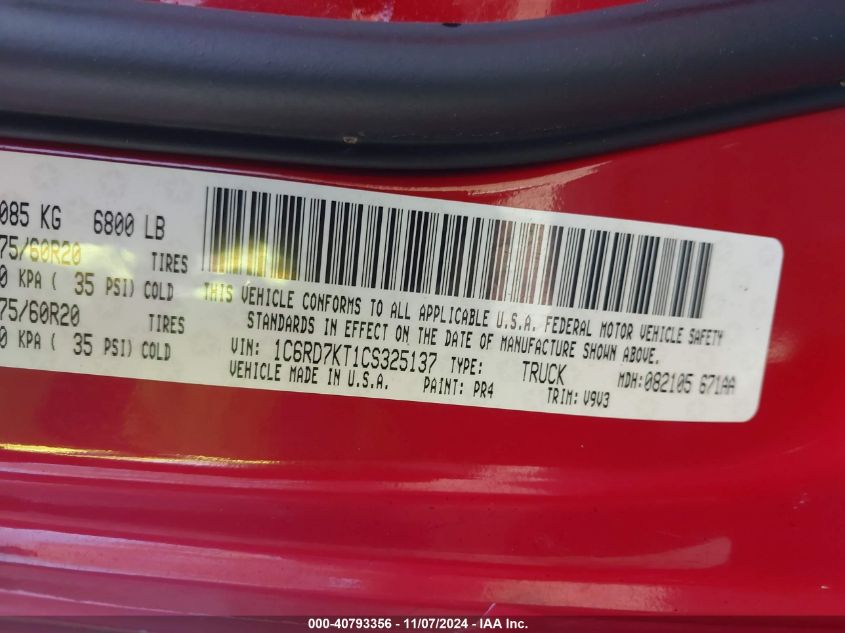 085 KG 6800 LB
75/60R20 TIRES
0 KPA ( 35 PSI) COLD
75/60R20 TIRES
0 KPA ( 35 PSI) COLD
THIS VEHICLE CONFORMS TO ALL APPLICABLE U.S.A. FEDERAL MOTOR VEHICLE SAFETY
STANDARDS IN EFFECT ON THE DATE OF MANUFACTURE SHOWN ABOVE.
VIN: 1C6RD7KT1CS325137 TYPE: TRUCK MDH:082105 671AA
VEHICLE MADE IN U.S.A. PAINT: PR4 TRIM: V9V3
000-40793356 - 11/07/2024 - IAA Inc.